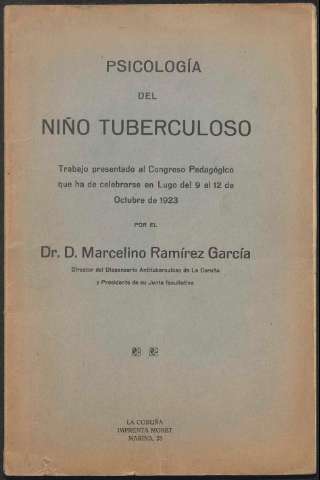 PSICOLOGÍA
DEL
NIÑO TUBERCULOSO
Trabajo presentado al Congreso Pedagógico
que ha de celebrarse en Lugo del 9 al 12 de
Octubre de 1923
POR EL
Dr. D. Marcelino Ramírez García
Director del Dispensario Antituberculoso de La Coruña
y Presidente de su Junta facultativa
LA CORUÑA
IMPRENTA MORET
MARINA, 28